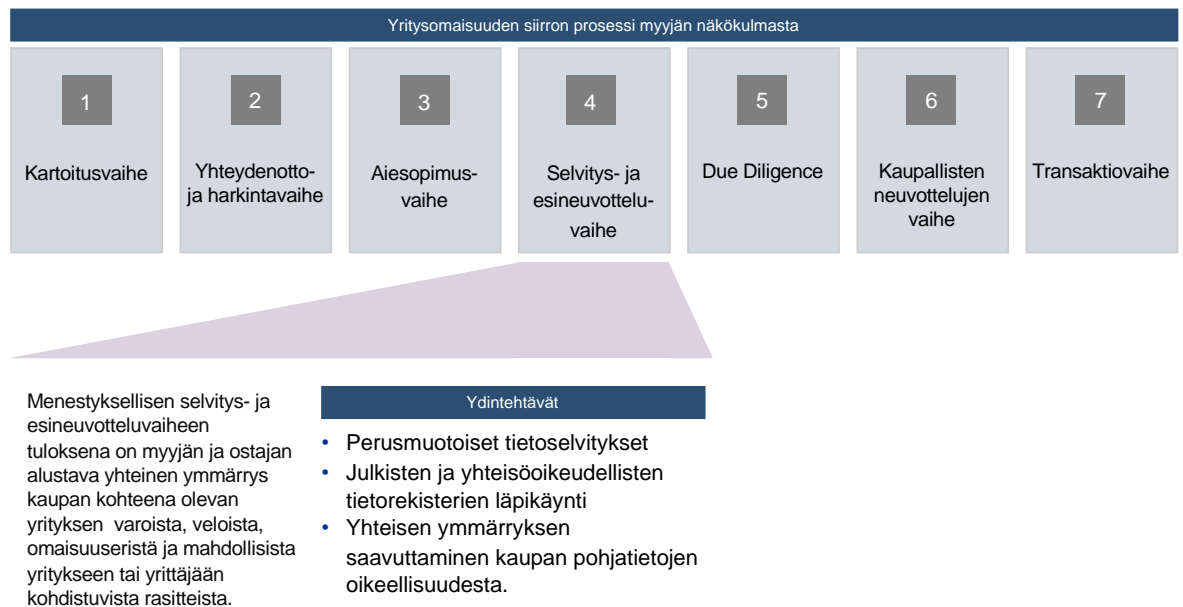 Yritysomaisuuden siirron prosessi myyjän näkökulmasta
1
Kartoitusvaihe
2
Yhteydenotto-
ja harkintavaihe
3
Aiesopimus-
vaihe
4
Selvitys- ja
esineuvottelu-
vaihe
5
Due Diligence
6
Kaupallisten
neuvottelujen
vaihe
7
Transaktiovaihe
Menestyksellisen selvitys- ja
esineuvotteluvaiheen
tuloksena on myyjän ja ostajan
alustava yhteinen ymmärrys
kaupan kohteena olevan
yrityksen varoista, veloista,
omaisuuseristä ja mahdollisista
yritykseen tai yrittäjään
kohdistuvista rasitteista.
Ydintehtävät
• Perusmuotoiset tietoselvitykset
• Julkisten ja yhteisöoikeudellisten
tietorekisterien läpikäynti
• Yhteisen ymmärryksen
saavuttaminen kaupan pohjatietojen
oikeellisuudesta.